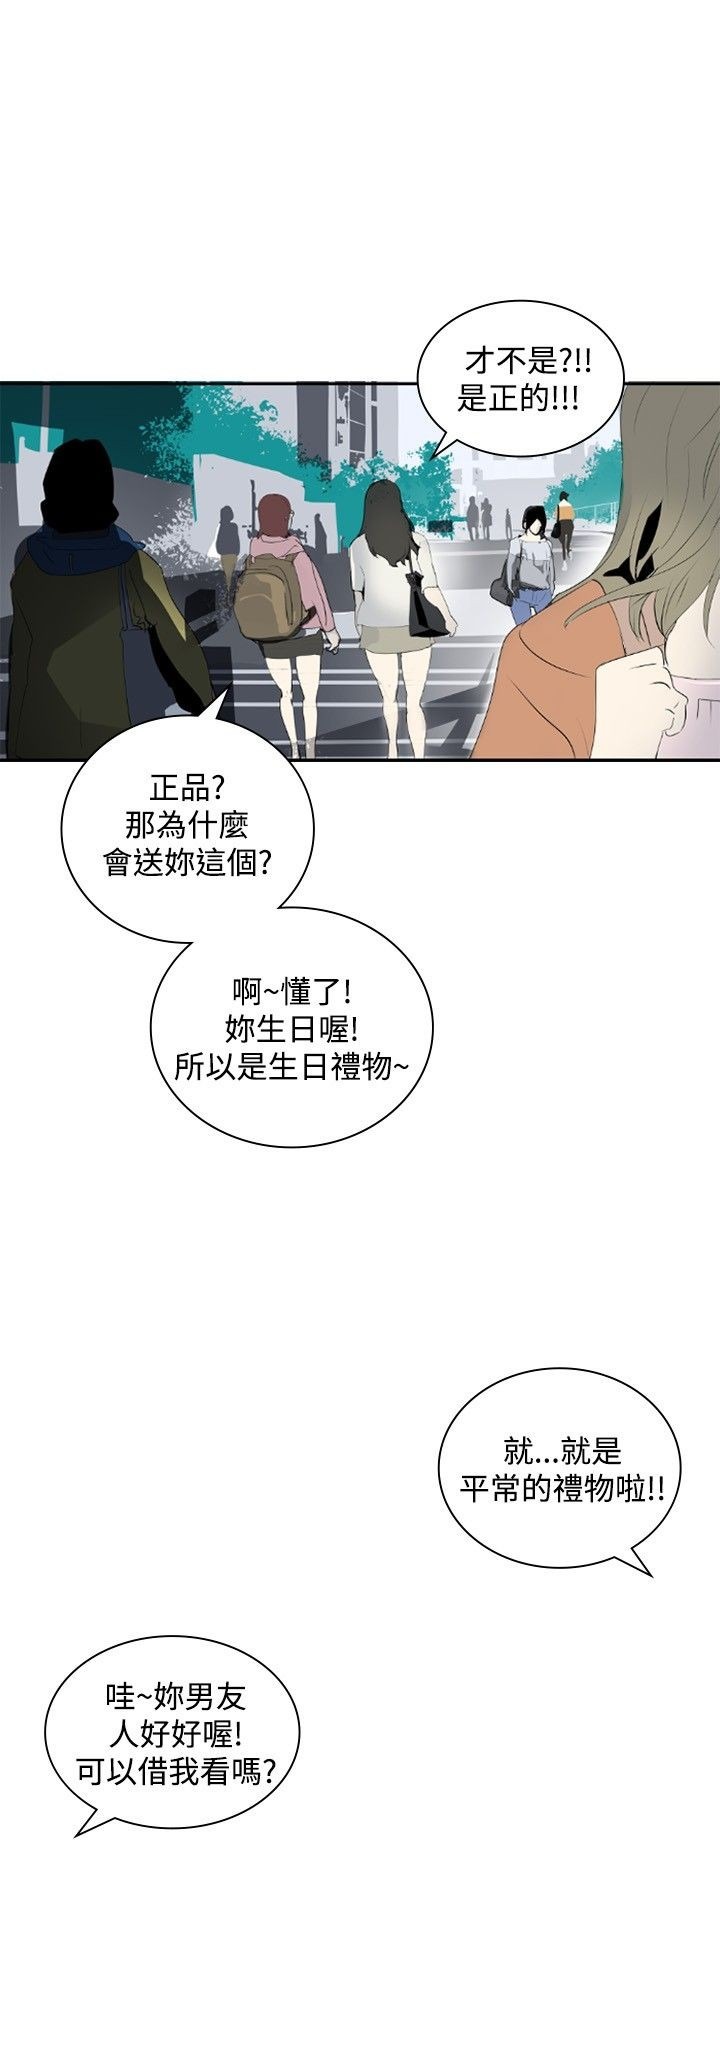 才不是?!!
是正的!!!
正品?
那為什麼
會送妳這個?
啊~懂了!
妳生日喔!
所以是生日禮物~
就...就是
平常的禮物啦!!
哇~妳男友
人好好喔!
可以借我看嗎?